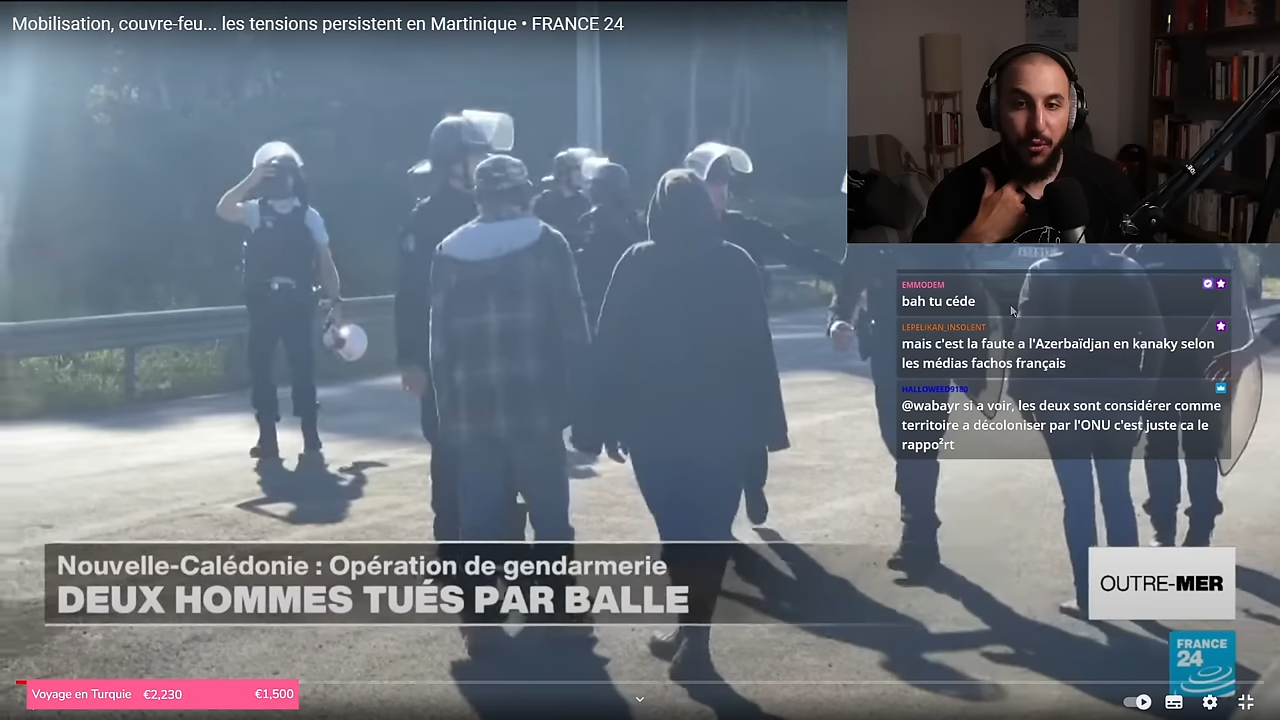 Mobilisation, couvre-feu... les tensions persistent en Martinique • FRANCE 24
EMMODEM
bah tu céde
LEPELIKAN_INSOLENT
mais c'est la faute a l'Azerbaïdjan en kanaky selon
les médias fachos français
HALLOWEED9180
@wabayr si a voir, les deux sont considérer comme
territoire a décoloniser par l'ONU c'est juste ca le
rappo²rt
Nouvelle-Calédonie : Opération de gendarmerie
DEUX HOMMES TUÉS PAR BALLE
OUTRE-MER
FRANCE
24
Voyage en Turquie €2,230 €1,500